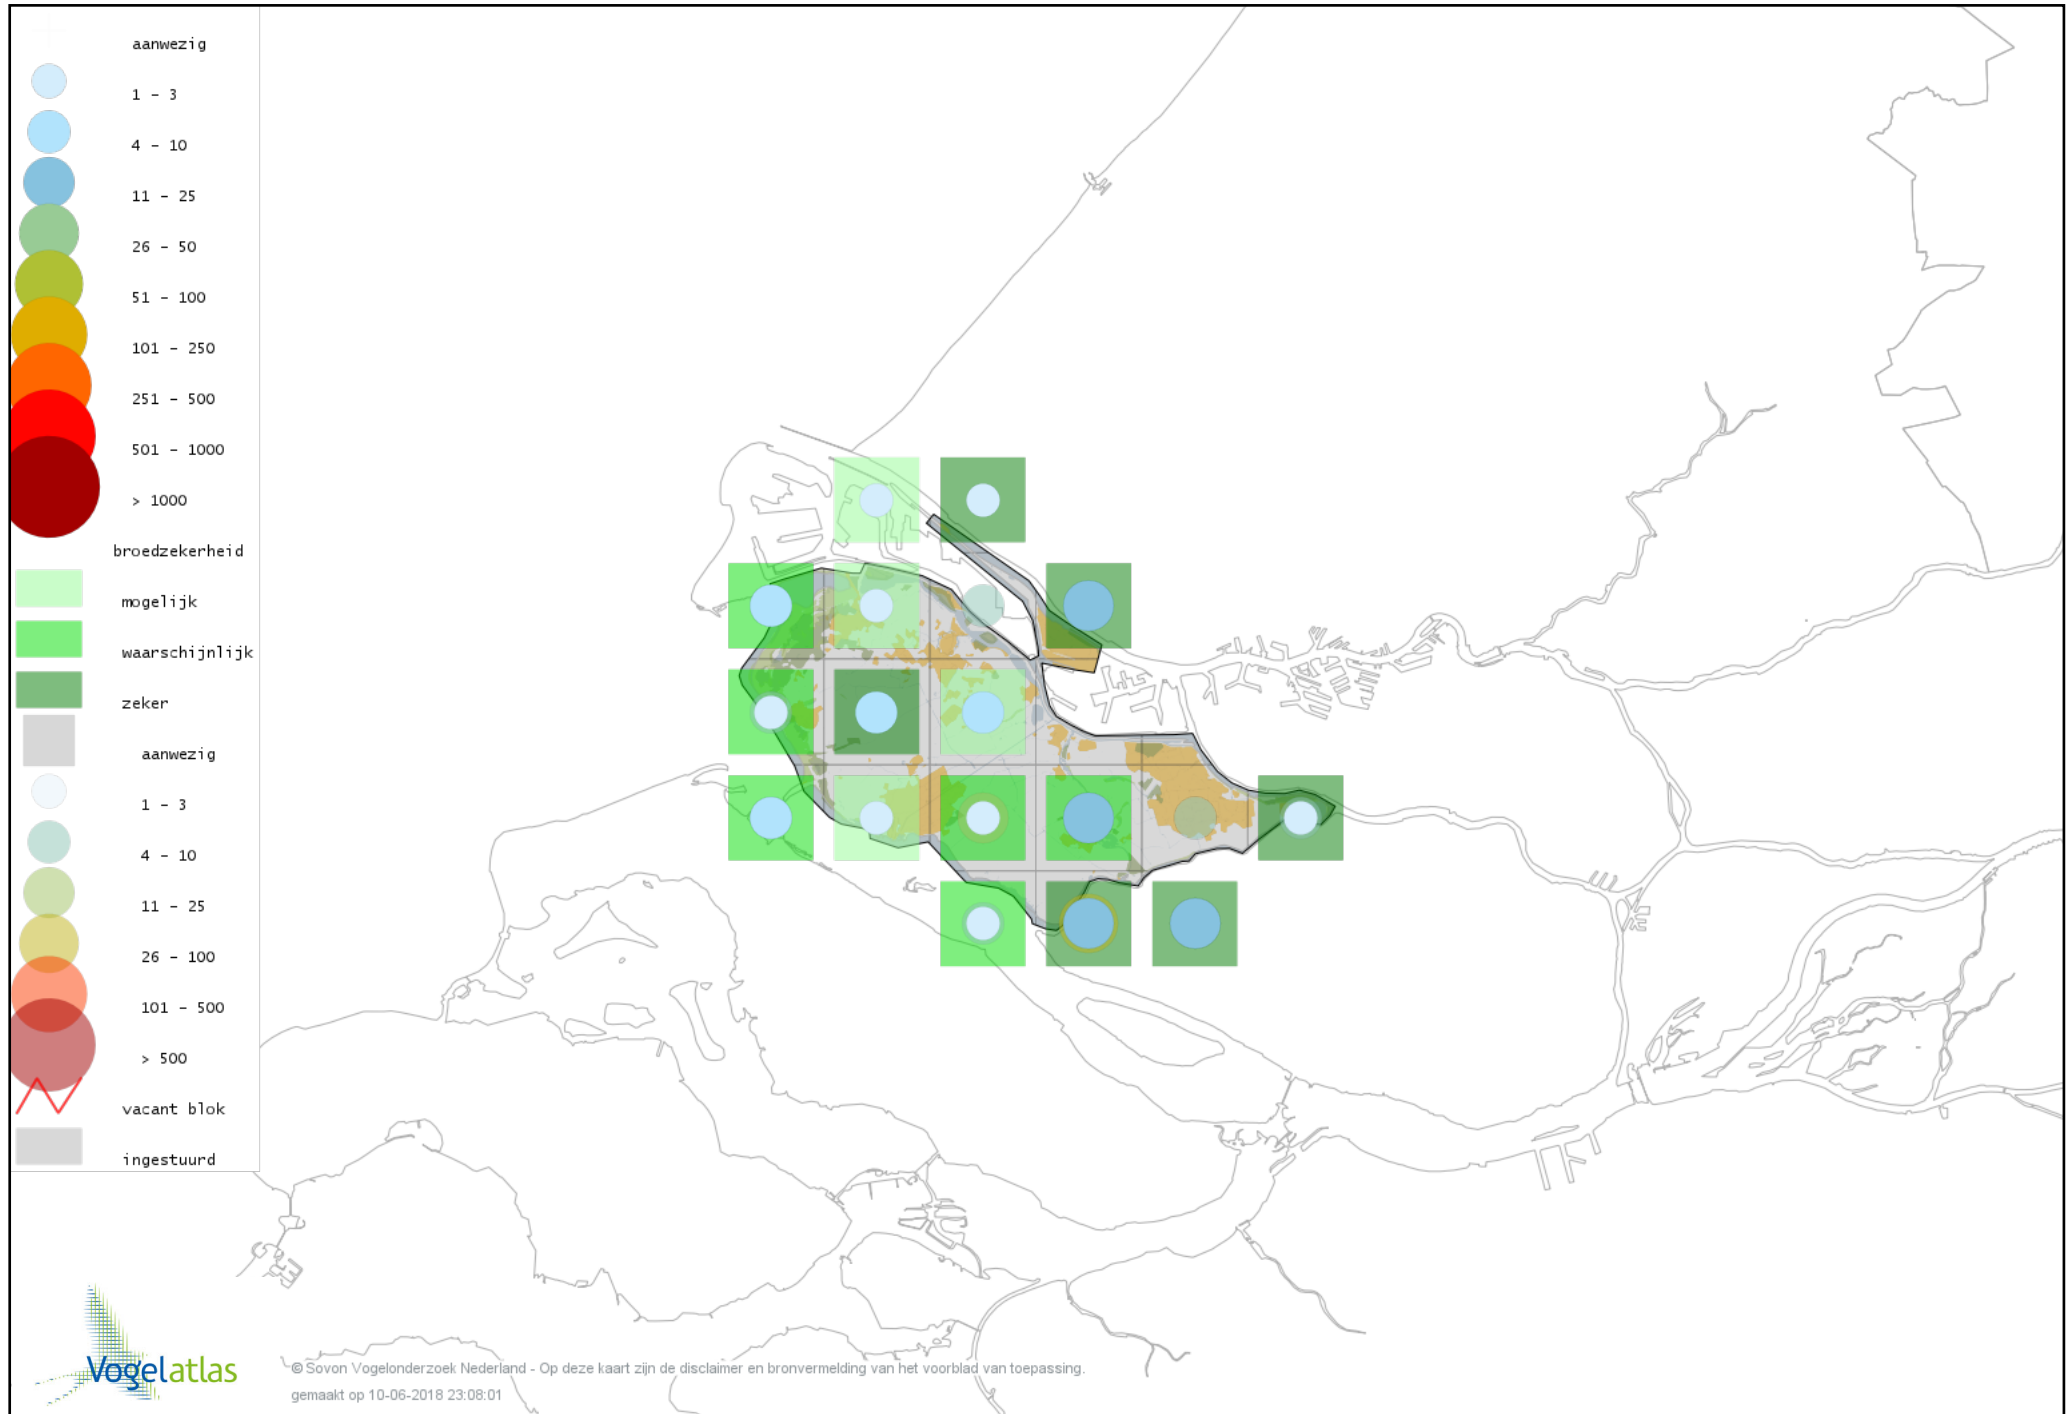 aanwezig
1 - 3
4 - 10
11 - 25
26 - 50
51 - 100
101 - 250
251 - 500
501 - 1000
> 1000
broedzekerheid
mogelijk
waarschijnlijk
zeker
aanwezig
1 - 3
4 - 10
11 - 25
26 - 100
101 - 500
> 500
vacant blok
ingestuurd
Vogelatlas
© Sovon Vogelonderzoek Nederland - Op deze kaart zijn de disclaimer en bronvermelding van het voorblad van toepassing.
gemaakt op 10-06-2018 23:08:01